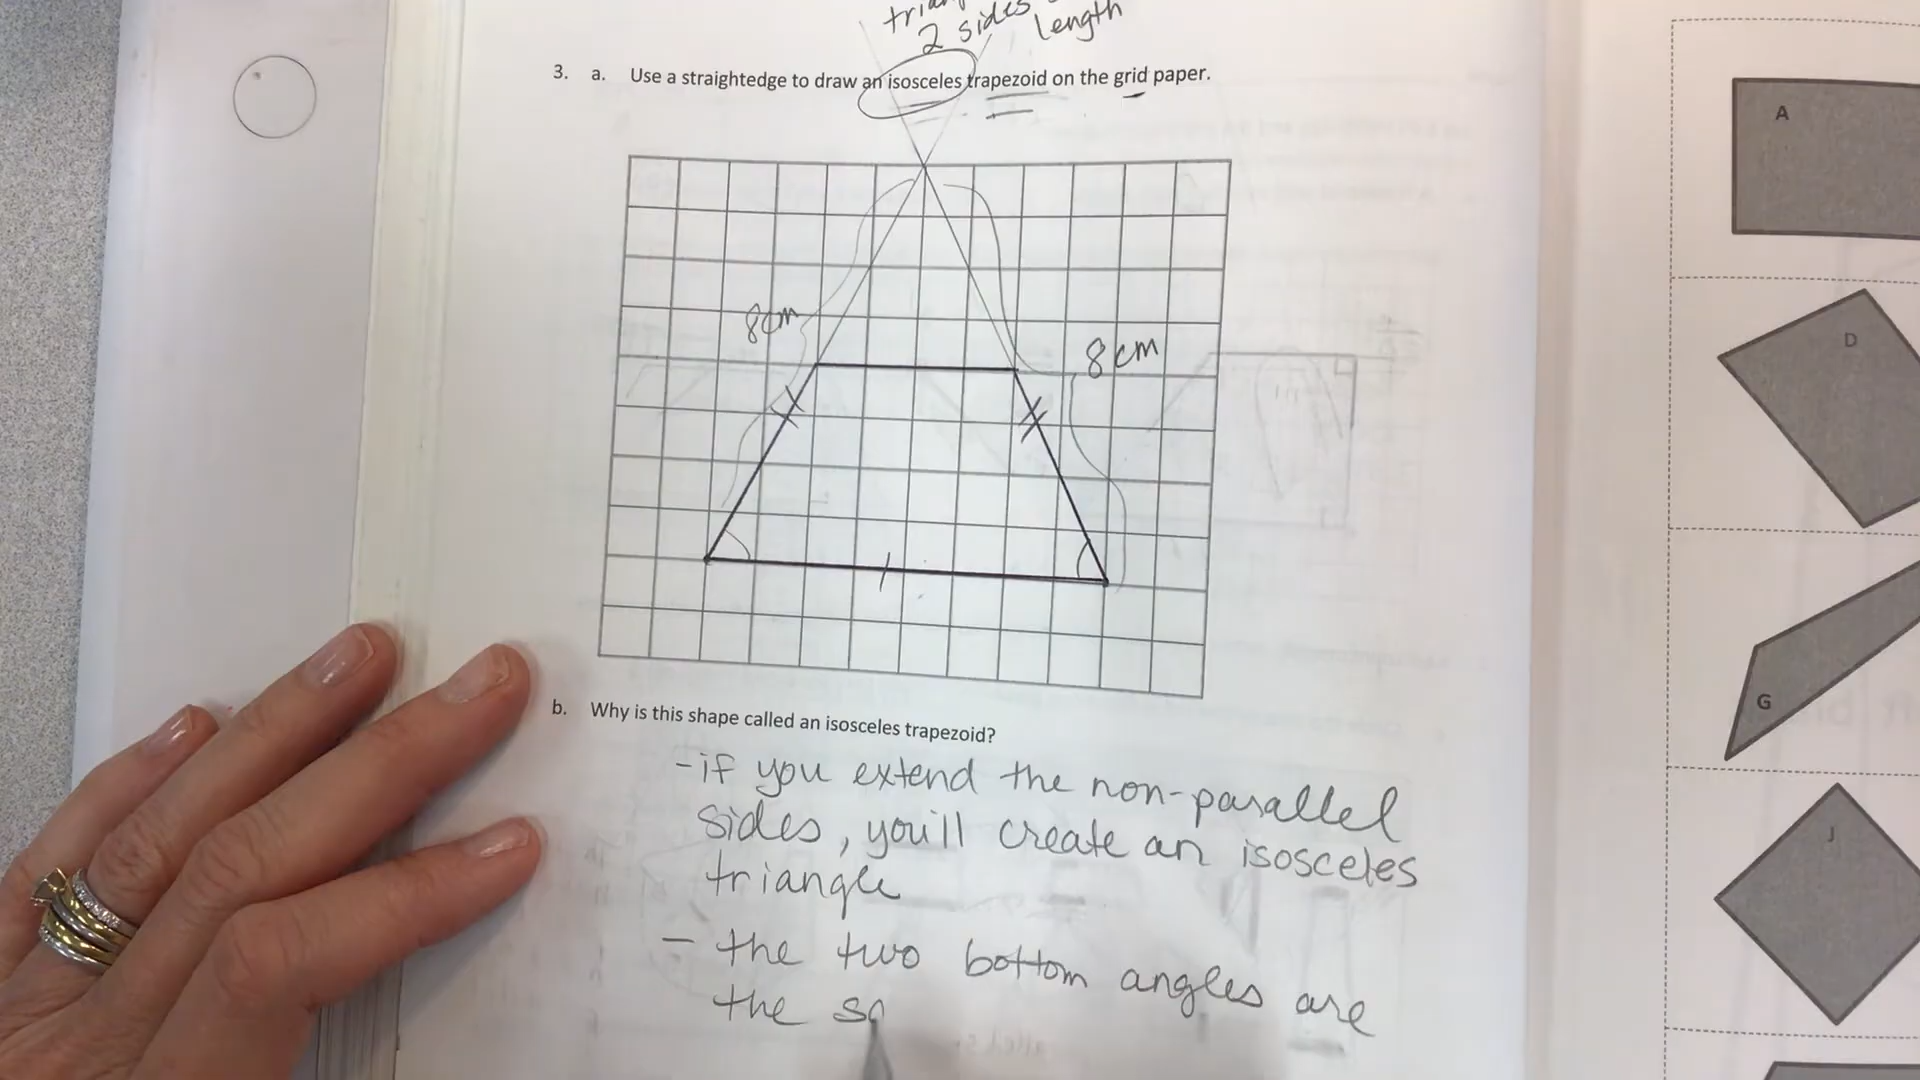 2 sides
length
3. a. Use a straightedge to draw an isosceles trapezoid on the grid paper.
8cm
8cm
b. Why is this shape called an isosceles trapezoid?
-if you extend the non-parallel
sides, you'll create an isosceles
triangle
- the two bottom angles are
the
A
D
G
J